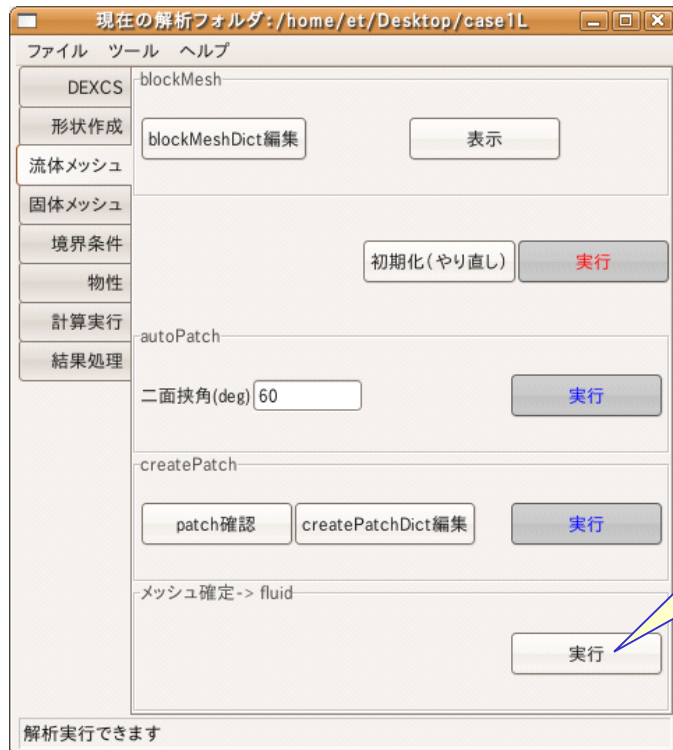 現在の解析フォルダ:/home/et/Desktop/case1L
ファイル ツール ヘルプ
DEXCS
形状作成
流体メッシュ
固体メッシュ
境界条件
物性
計算実行
結果処理
blockMesh
blockMeshDict編集 表示
初期化(やり直し) 実行
autoPatch
二面挟角(deg) 60 実行
createPatch
patch確認 createPatchDict編集 実行
メッシュ確定-> fluid
実行
解析実行できます